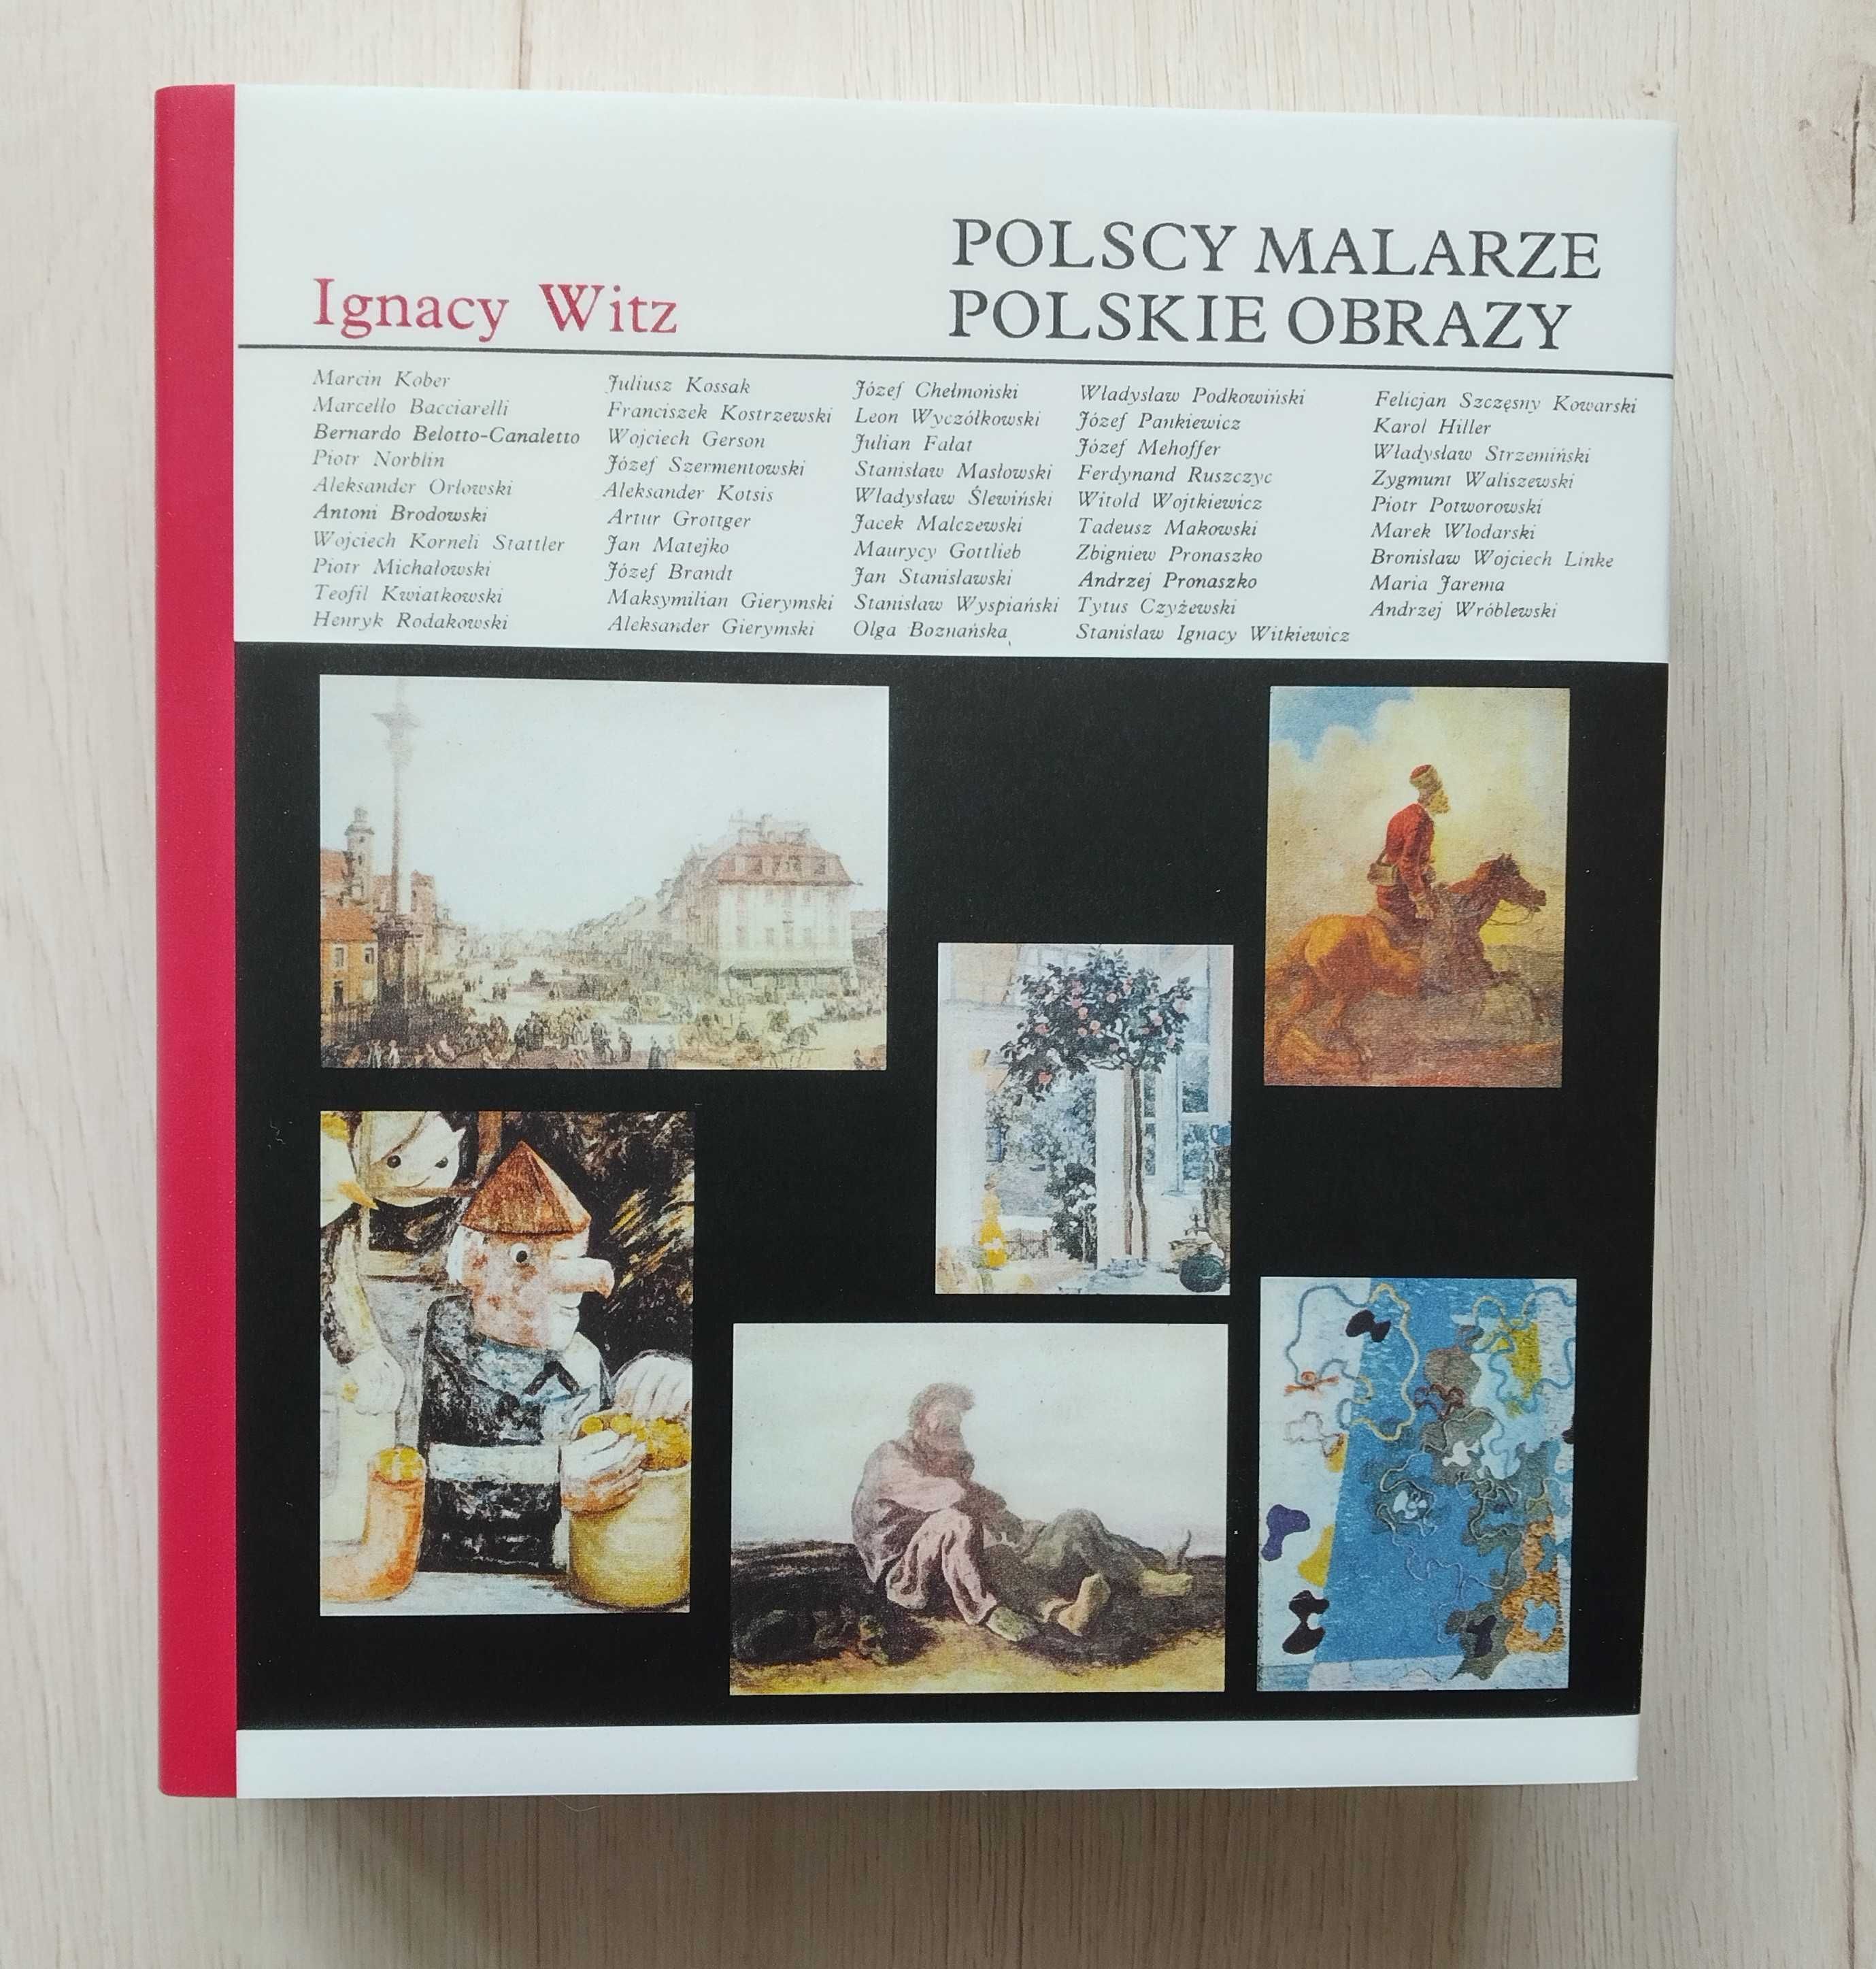 Ignacy Witz
POLSCY MALARZE
POLSKIE OBRAZY
Marcin Kober
Marcello Bacciarelli
Bernardo Belotto-Canaletto
Piotr Norblin
Aleksander Orłowski
Antoni Brodowski
Wojciech Korneli Stattler
Piotr Michałowski
Teofil Kwiatkowski
Henryk Rodakowski
Juliusz Kossak
Franciszek Kostrzewski
Wojciech Gerson
Józef Szermentowski
Aleksander Kotsis
Artur Grottger
Jan Matejko
Józef Brandt
Maksymilian Gierymski
Aleksander Gierymski
Józef Chełmoński
Leon Wyczółkowski
Julian Fałat
Stanisław Masłowski
Władysław Ślewiński
Jacek Malczewski
Maurycy Gottlieb
Jan Stanisławski
Stanisław Wyspiański
Olga Boznańska
Władysław Podkowiński
Józef Pankiewicz
Józef Mehoffer
Ferdynand Ruszczyc
Witold Wojtkiewicz
Tadeusz Makowski
Zbigniew Pronaszko
Andrzej Pronaszko
Tytus Czyżewski
Stanisław Ignacy Witkiewicz
Felicjan Szczęsny Kowarski
Karol Hiller
Władysław Strzemiński
Zygmunt Waliszewski
Piotr Potworowski
Marek Włodarski
Bronisław Wojciech Linke
Maria Jarema
Andrzej Wróblewski